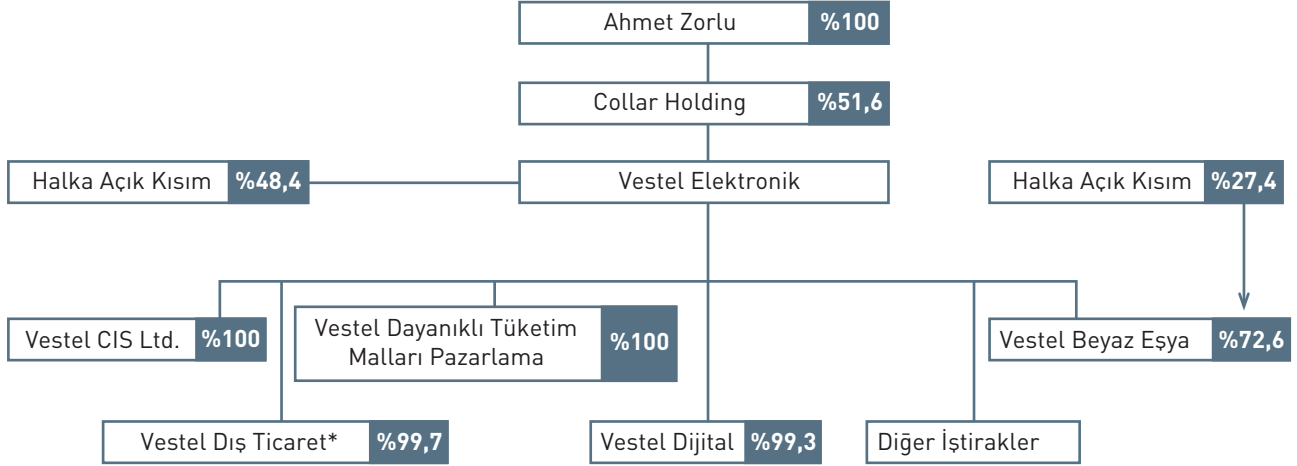 Ahmet Zorlu %100
Collar Holding %51,6
Halka Açık Kısım %48,4
Vestel Elektronik
Halka Açık Kısım %27,4
Vestel CIS Ltd. %100
Vestel Dayanıklı Tüketim
Malları Pazarlama
%100
Vestel Beyaz Eşya %72,6
Vestel Dış Ticaret* %99,7
Vestel Dijital %99,3
Diğer İştirakler